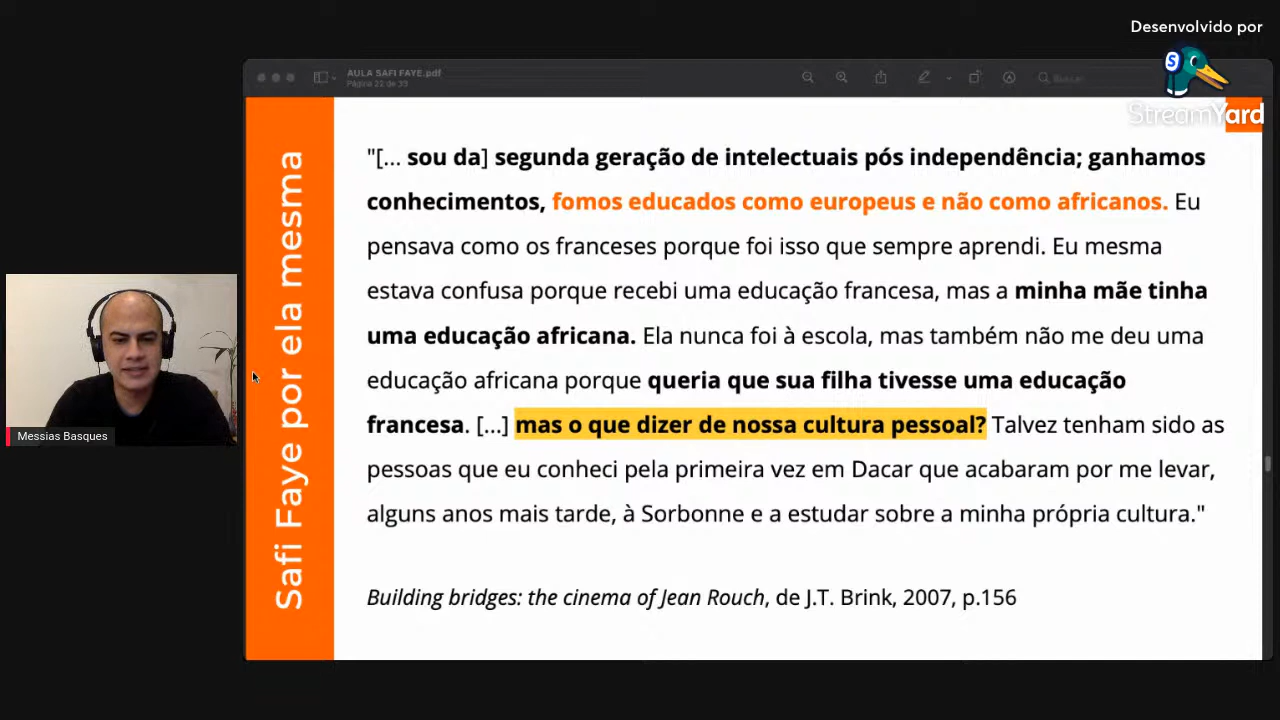 Desenvolvido por
StreamYard
AULA SAFI FAYE.pdf
Página 22 de 33
Buscar
Safi Faye por ela mesma
"[... sou da] segunda geração de intelectuais pós independência; ganhamos
conhecimentos, fomos educados como europeus e não como africanos. Eu
pensava como os franceses porque foi isso que sempre aprendi. Eu mesma
estava confusa porque recebi uma educação francesa, mas a minha mãe tinha
uma educação africana. Ela nunca foi à escola, mas também não me deu uma
educação africana porque queria que sua filha tivesse uma educação
francesa. [...] mas o que dizer de nossa cultura pessoal? Talvez tenham sido as
pessoas que eu conheci pela primeira vez em Dacar que acabaram por me levar,
alguns anos mais tarde, à Sorbonne e a estudar sobre a minha própria cultura."
Building bridges: the cinema of Jean Rouch, de J.T. Brink, 2007, p.156
Messias Basques